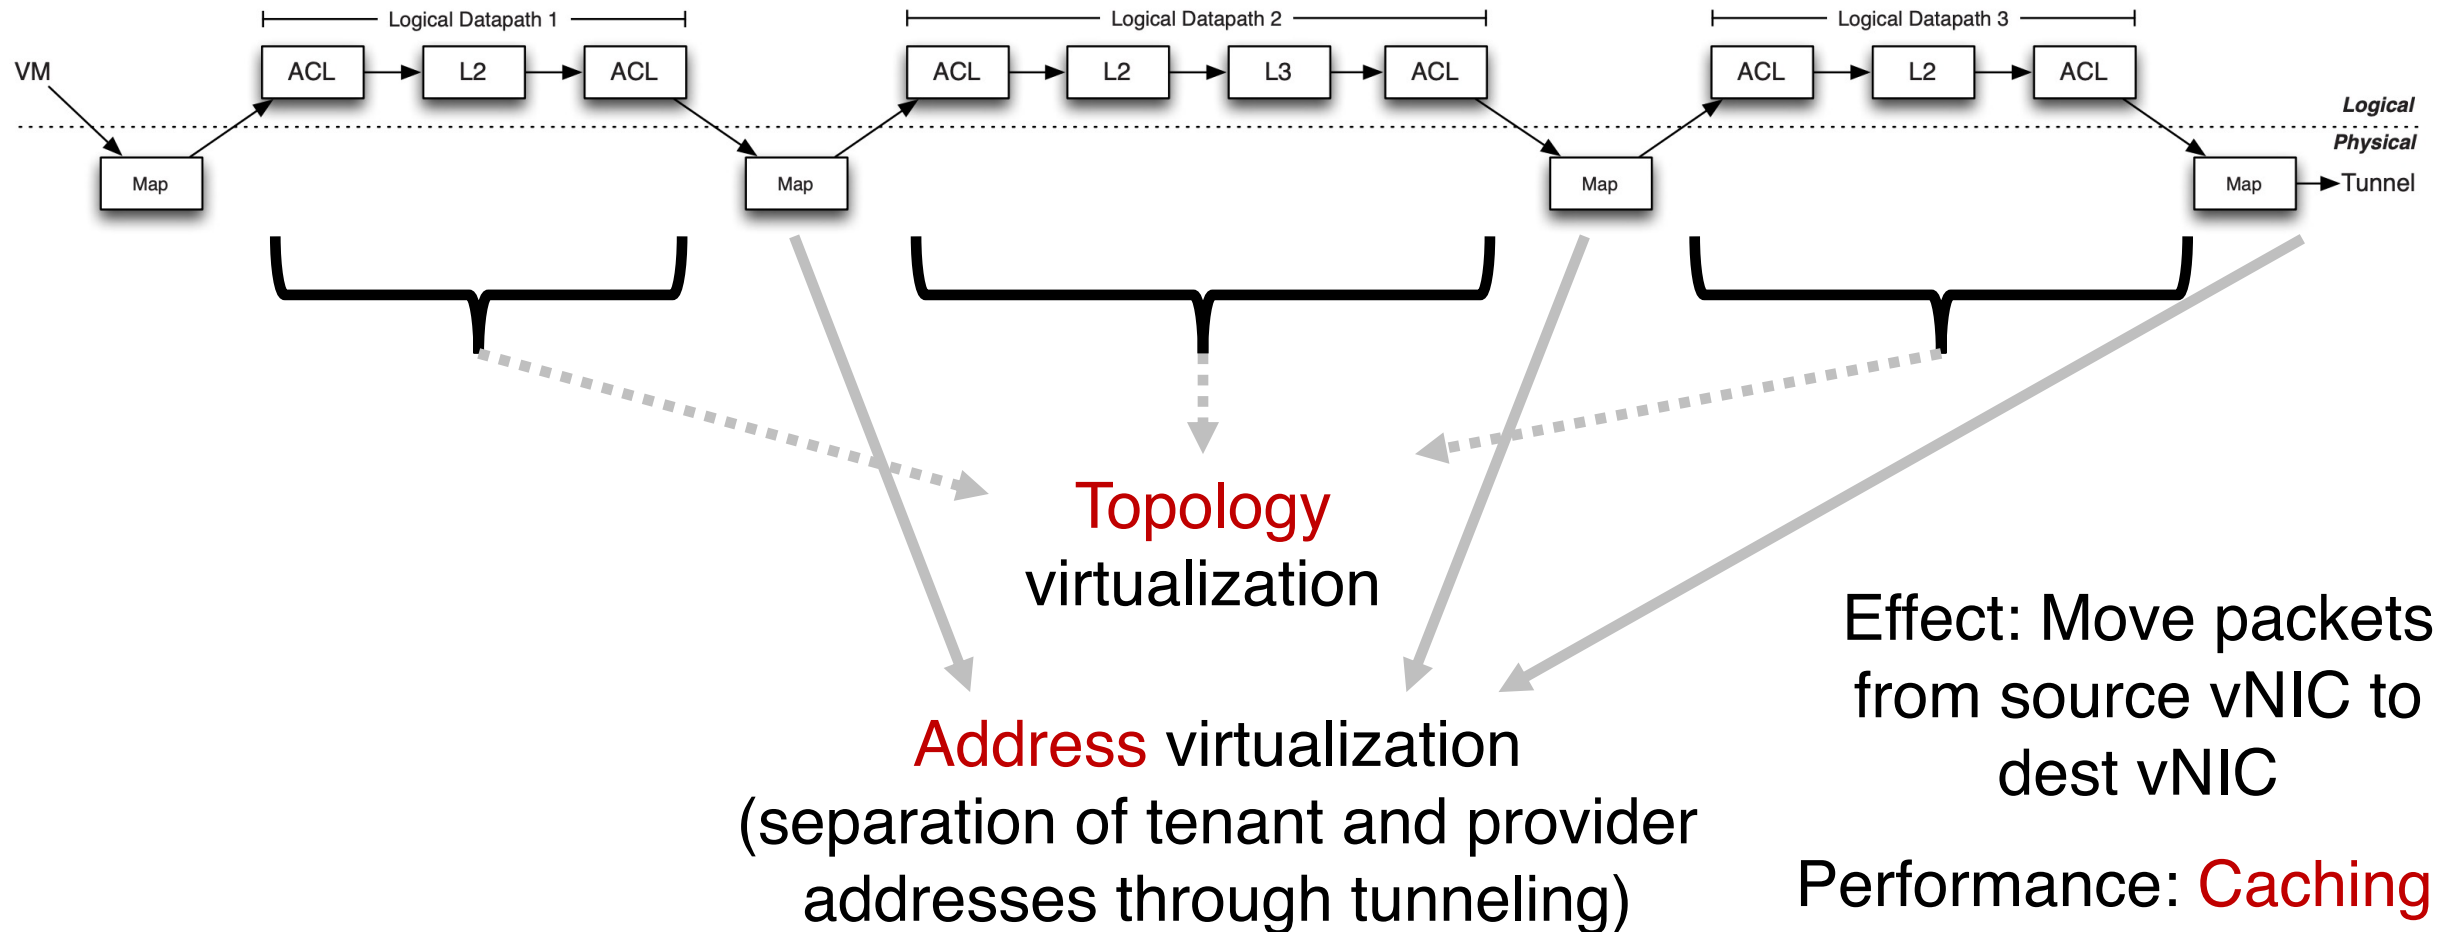 Logical Datapath 1
Logical Datapath 2
Logical Datapath 3
VM
ACL
L2
ACL
ACL
L2
L3
ACL
ACL
L2
ACL
Logical
Physical
Map
Map
Map
Map
Tunnel
Topology
virtualization
Address virtualization
(separation of tenant and provider
addresses through tunneling)
Effect: Move packets
from source vNIC to
dest vNIC
Performance: Caching